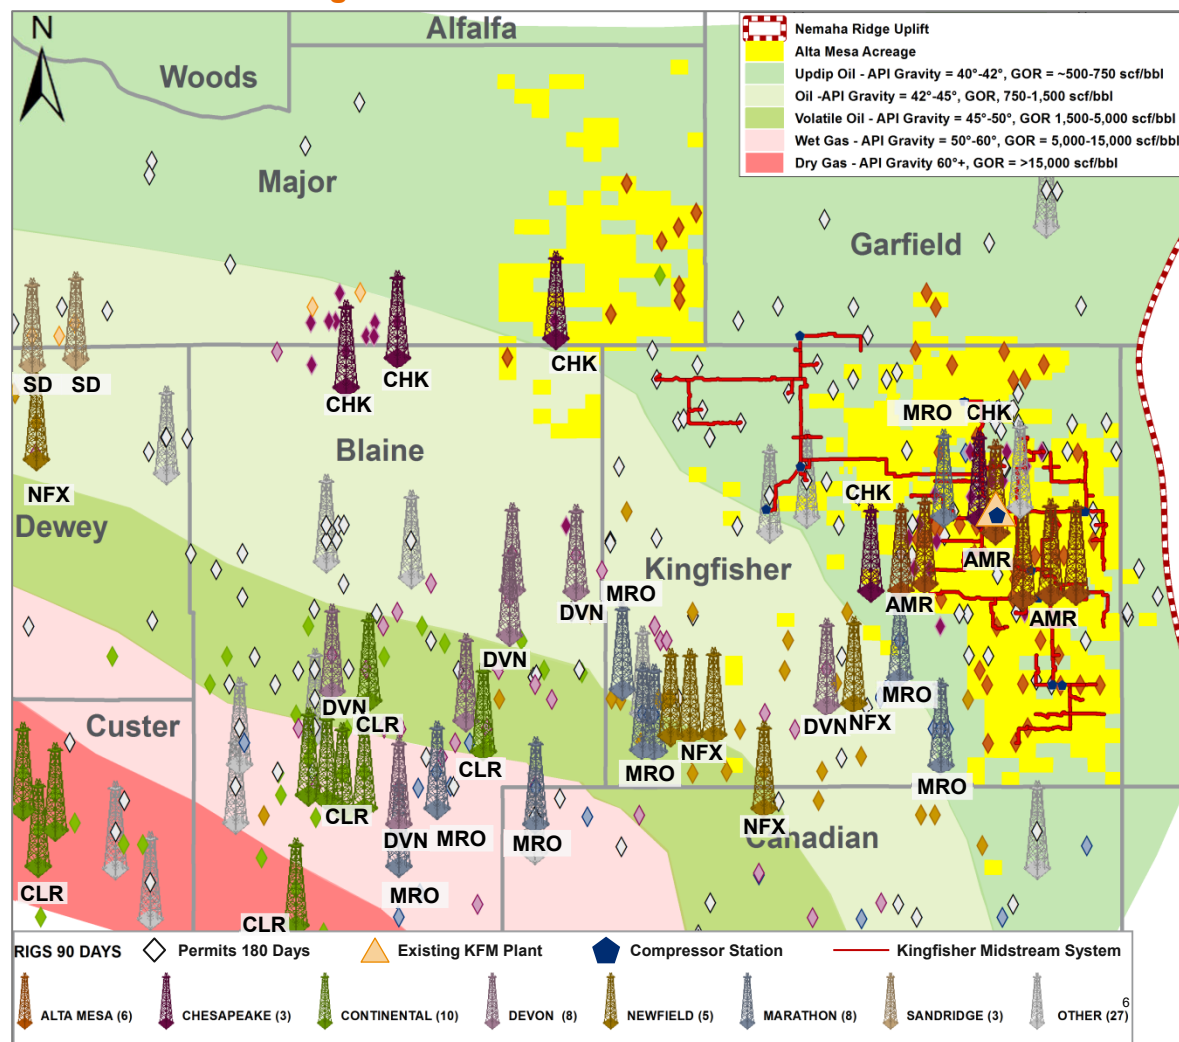 N
Alfalfa
Woods
Major
Garfield
Nemaha Ridge Uplift
Alta Mesa Acreage
Updip Oil - API Gravity = 40°-42°, GOR = ~500-750 scf/bbl
Oil -API Gravity = 42°-45°, GOR, 750-1,500 scf/bbl
Volatile Oil - API Gravity = 45°-50°, GOR 1,500-5,000 scf/bbl
Wet Gas - API Gravity = 50°-60°, GOR = 5,000-15,000 scf/bbl
Dry Gas - API Gravity 60°+, GOR = >15,000 scf/bbl
CHK
CHK
SD
SD
CHK
MRO
CHK
Blaine
CHK
NFX
Dewey
Kingfisher
AMR
MRO
AMR
DVN
AMR
DVN
MRO
DVN
CLR
DVN
NFX
Custer
NFX
CLR
MRO
MRO
CLR
NFX
DVN
MRO
MRO
Canadian
CLR
MRO
CLR
RIGS 90 DAYS
Permits 180 Days
Existing KFM Plant
Compressor Station
Kingfisher Midstream System
6
ALTA MESA (6)
CHESAPEAKE (3)
CONTINENTAL (10)
DEVON (8)
NEWFIELD (5)
MARATHON (8)
SANDRIDGE (3)
OTHER (27)